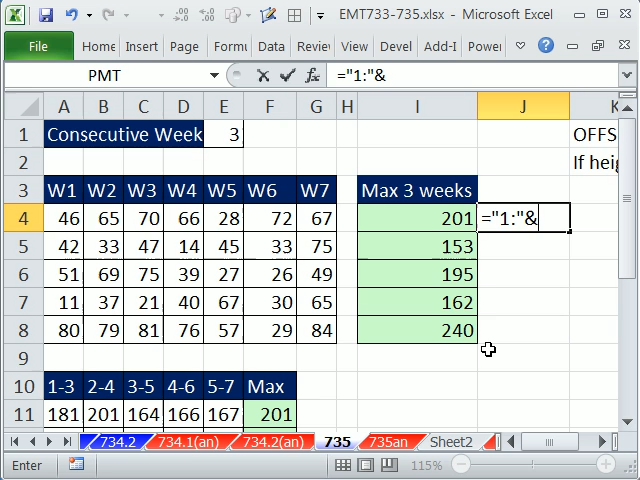 EMT733-735.xlsx - Microsoft Excel
File Home Insert Page Formu Data Reviev View Devel Add-I Power
PMT ="1:"&
A B C D E F G H I J K
1 Consecutive Week 3 OFFS
2 If heig
3 W1 W2 W3 W4 W5 W6 W7 Max 3 weeks
4 46 65 70 66 28 72 67 201 ="1:"&
5 42 33 47 14 45 33 75 153
6 51 69 75 39 27 26 49 195
7 11 37 21 40 67 30 65 162
8 80 79 81 76 57 29 84 240
9
10 1-3 2-4 3-5 4-6 5-7 Max
11 181 201 164 166 167 201
734.2 734.1(an) 734.2(an) 735 735an Sheet2
Enter 115%